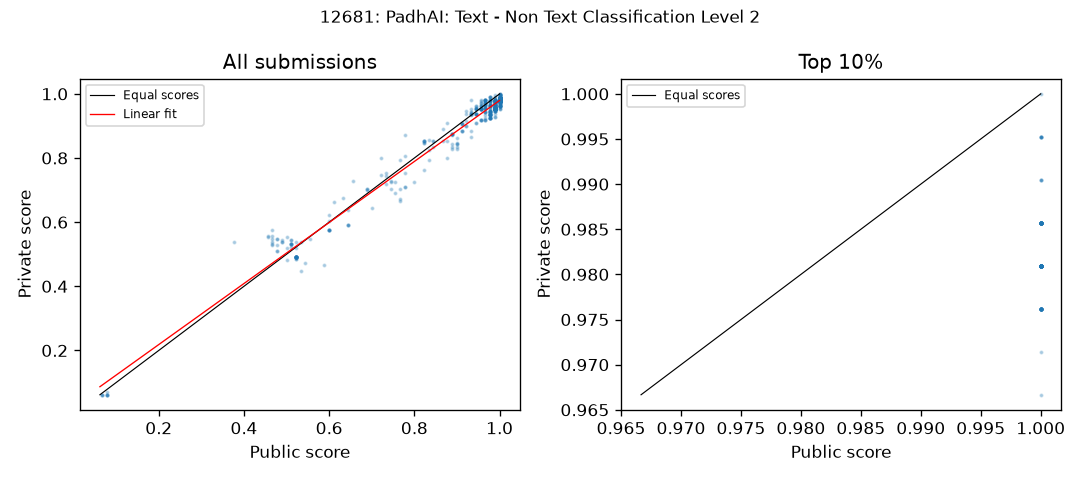 12681: PadhAI: Text - Non Text Classification Level 2
All submissions
Equal scores
Linear fit
1.0
0.8
0.6
0.4
0.2
Private score
0.2 0.4 0.6 0.8 1.0
Public score
Top 10%
Equal scores
1.000
0.995
0.990
0.985
0.980
0.975
0.970
0.965
Private score
0.965 0.970 0.975 0.980 0.985 0.990 0.995 1.000
Public score